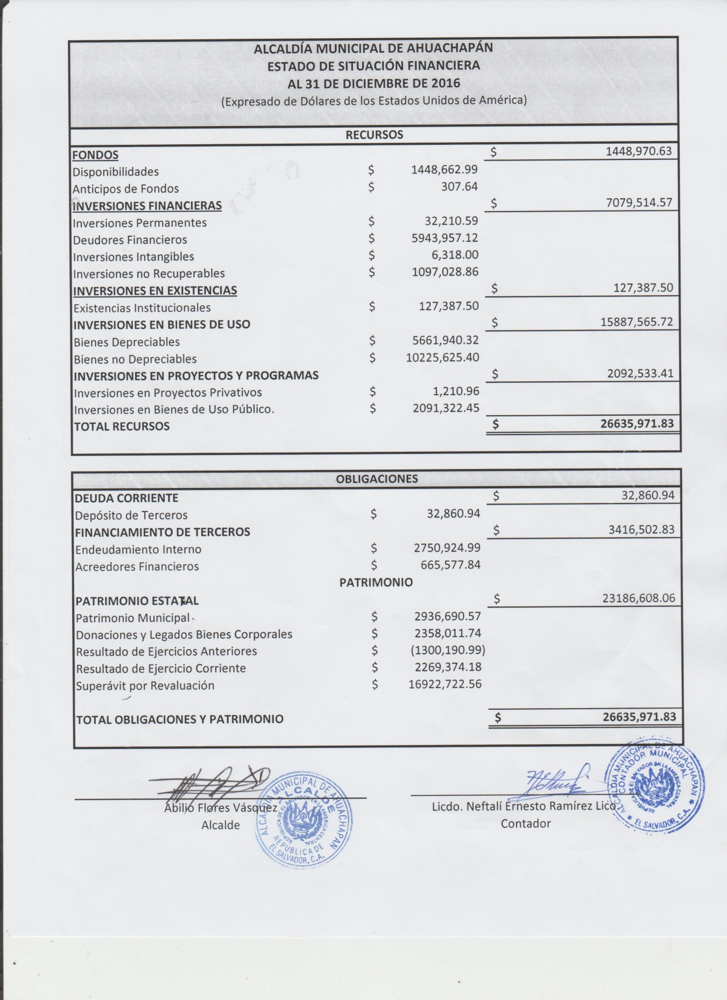 ALCALDÍA MUNICIPAL DE AHUACHAPÁN
ESTADO DE SITUACIÓN FINANCIERA
AL 31 DE DICIEMBRE DE 2016
(Expresado de Dólares de los Estados Unidos de América)
RECURSOS
FONDOS $ 1448,970.63
Disponibilidades $ 1448,662.99
Anticipos de Fondos $ 307.64
INVERSIONES FINANCIERAS $ 7079,514.57
Inversiones Permanentes $ 32,210.59
Deudores Financieros $ 5943,957.12
Inversiones Intangibles $ 6,318.00
Inversiones no Recuperables $ 1097,028.86
INVERSIONES EN EXISTENCIAS $ 127,387.50
Existencias Institucionales $ 127,387.50
INVERSIONES EN BIENES DE USO $ 15887,565.72
Bienes Depreciables $ 5661,940.32
Bienes no Depreciables $ 10225,625.40
INVERSIONES EN PROYECTOS Y PROGRAMAS $ 2092,533.41
Inversiones en Proyectos Privativos $ 1,210.96
Inversiones en Bienes de Uso Público. $ 2091,322.45
TOTAL RECURSOS $ 26635,971.83
OBLIGACIONES
DEUDA CORRIENTE $ 32,860.94
Depósito de Terceros $ 32,860.94
FINANCIAMIENTO DE TERCEROS $ 3416,502.83
Endeudamiento Interno $ 2750,924.99
Acreedores Financieros $ 665,577.84
PATRIMONIO
PATRIMONIO ESTATAL $ 23186,608.06
Patrimonio Municipal $ 2936,690.57
Donaciones y Legados Bienes Corporales $ 2358,011.74
Resultado de Ejercicios Anteriores $ (1300,190.99)
Resultado de Ejercicio Corriente $ 2269,374.18
Superávit por Revaluación $ 16922,722.56
TOTAL OBLIGACIONES Y PATRIMONIO $ 26635,971.83
Abilio Flores Vásquez
Alcalde
ALCALDIA MUNICIPAL DE AHUACHAPAN
ALCALDE
REPUBLICA DE EL SALVADOR EN LA AMERICA CENTRAL
REPUBLICA DE
EL SALVADOR, C.A.
Licdo. Neftalí Ernesto Ramírez Lico
Contador
ALCALDIA MUNICIPAL DE AHUACHAPAN
CONTADOR MUNICIPAL
REPUBLICA DE EL SALVADOR EN LA AMERICA CENTRAL
EL SALVADOR, C.A.